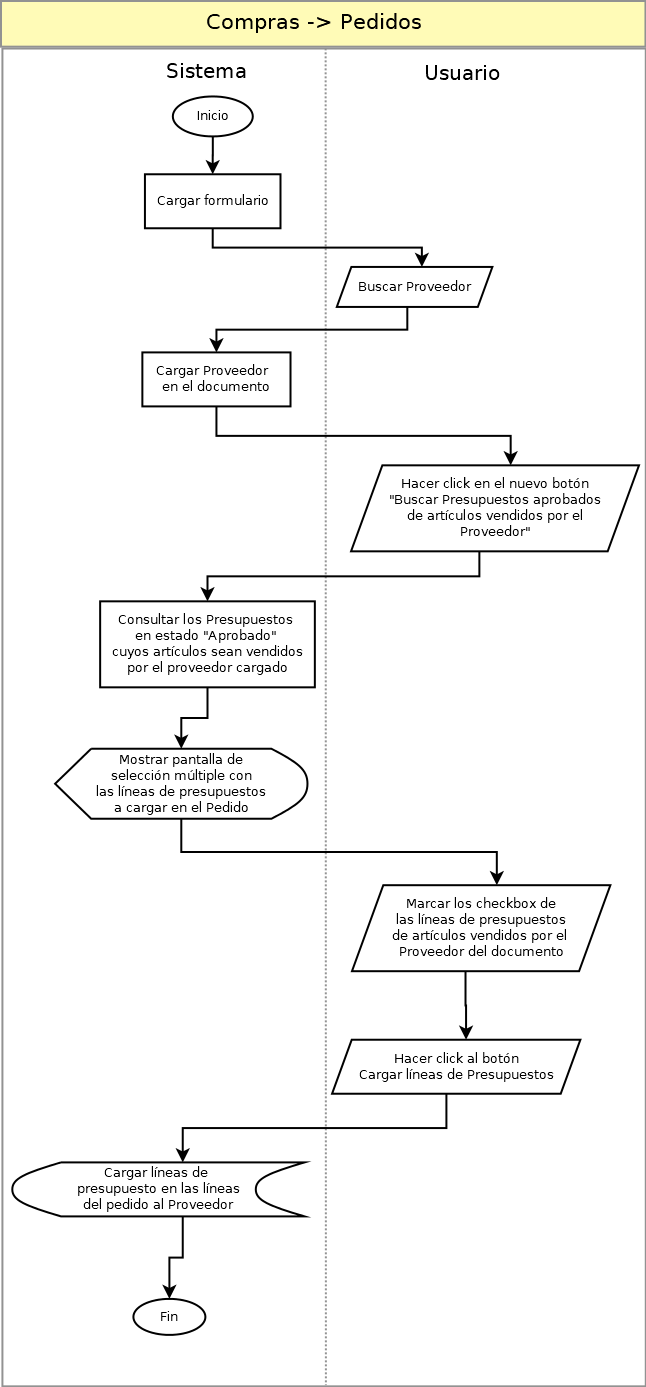 Compras -> Pedidos
Sistema
Usuario
Inicio
Cargar formulario
Buscar Proveedor
Cargar Proveedor
en el documento
Hacer click en el nuevo botón
"Buscar Presupuestos aprobados
de artículos vendidos por el
Proveedor"
Consultar los Presupuestos
en estado "Aprobado"
cuyos artículos sean vendidos
por el proveedor cargado
Mostrar pantalla de
selección múltiple con
las líneas de presupuestos
a cargar en el Pedido
Marcar los checkbox de
las líneas de presupuestos
de artículos vendidos por el
Proveedor del documento
Hacer click al botón
Cargar líneas de Presupuestos
Cargar líneas de
presupuesto en las líneas
del pedido al Proveedor
Fin